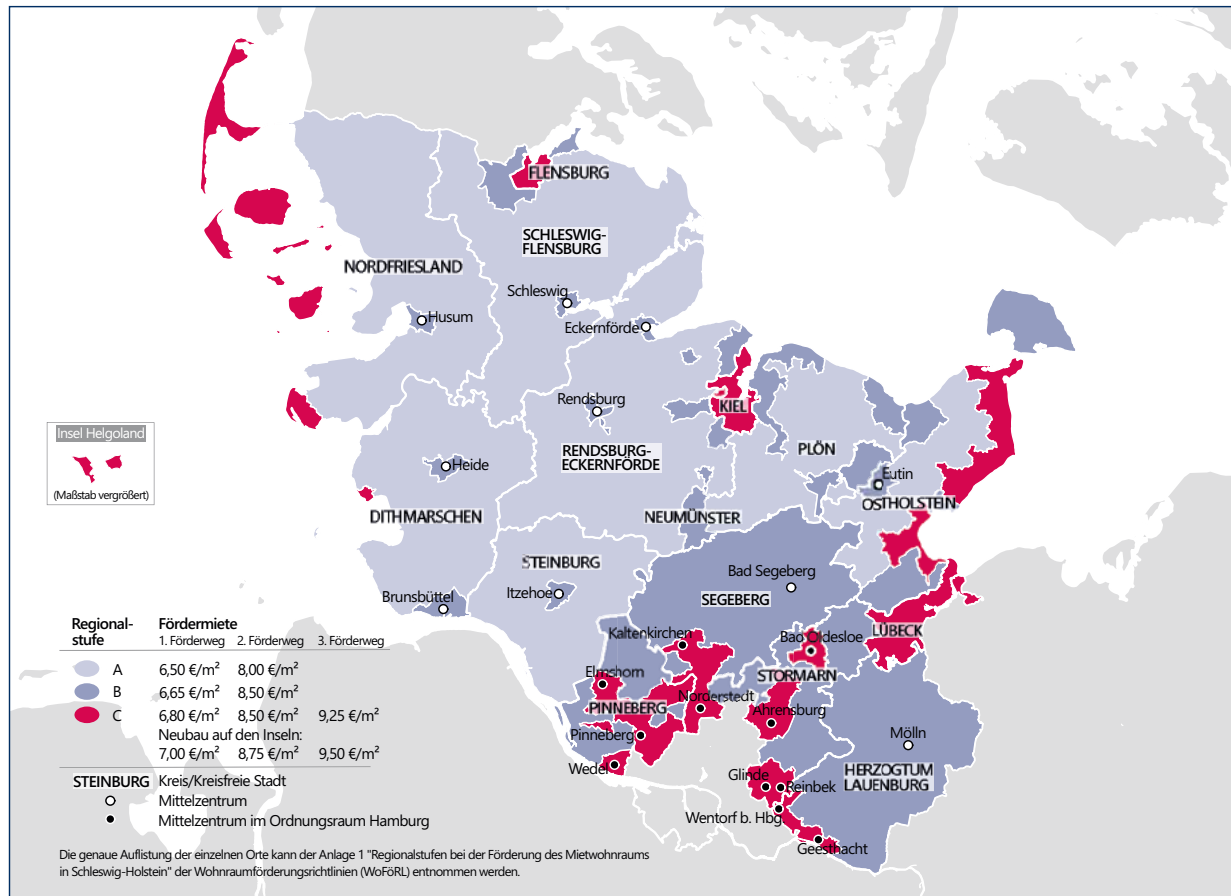 FLENSBURG
SCHLESWIG-
FLENSBURG
NORDFRIESLAND
Schleswig
Husum
Eckernförde
Rendsburg
KIEL
Insel Helgoland
(Maßstab vergrößert)
RENDSBURG-
ECKERNFÖRDE
PLÖN
Heide
Eutin
OSTHOLSTEIN
DITHMARSCHEN
NEUMÜNSTER
STEINBURG
Bad Segeberg
Brunsbüttel
Itzehoe
SEGEBERG
LÜBECK
Kaltenkirchen
Bad Oldesloe
STORMARN
Elmshorn
Norderstedt
PINNEBERG
Ahrensburg
Pinneberg
Mölln
Wedel
Glinde
HERZOGTUM
LAUENBURG
Reinbek
Wentorf b. Hbg.
Geesthacht
Regional-
stufe
Fördermiete
1. Förderweg 2. Förderweg 3. Förderweg
A 6,50 €/m² 8,00 €/m²
B 6,65 €/m² 8,50 €/m²
C 6,80 €/m² 8,50 €/m² 9,25 €/m²
Neubau auf den Inseln:
7,00 €/m² 8,75 €/m² 9,50 €/m²
STEINBURG Kreis/Kreisfreie Stadt
Mittelzentrum
Mittelzentrum im Ordnungsraum Hamburg
Die genaue Auflistung der einzelnen Orte kann der Anlage 1 "Regionalstufen bei der Förderung des Mietwohnraums
in Schleswig-Holstein" der Wohnraumförderungsrichtlinien (WoFöRL) entnommen werden.